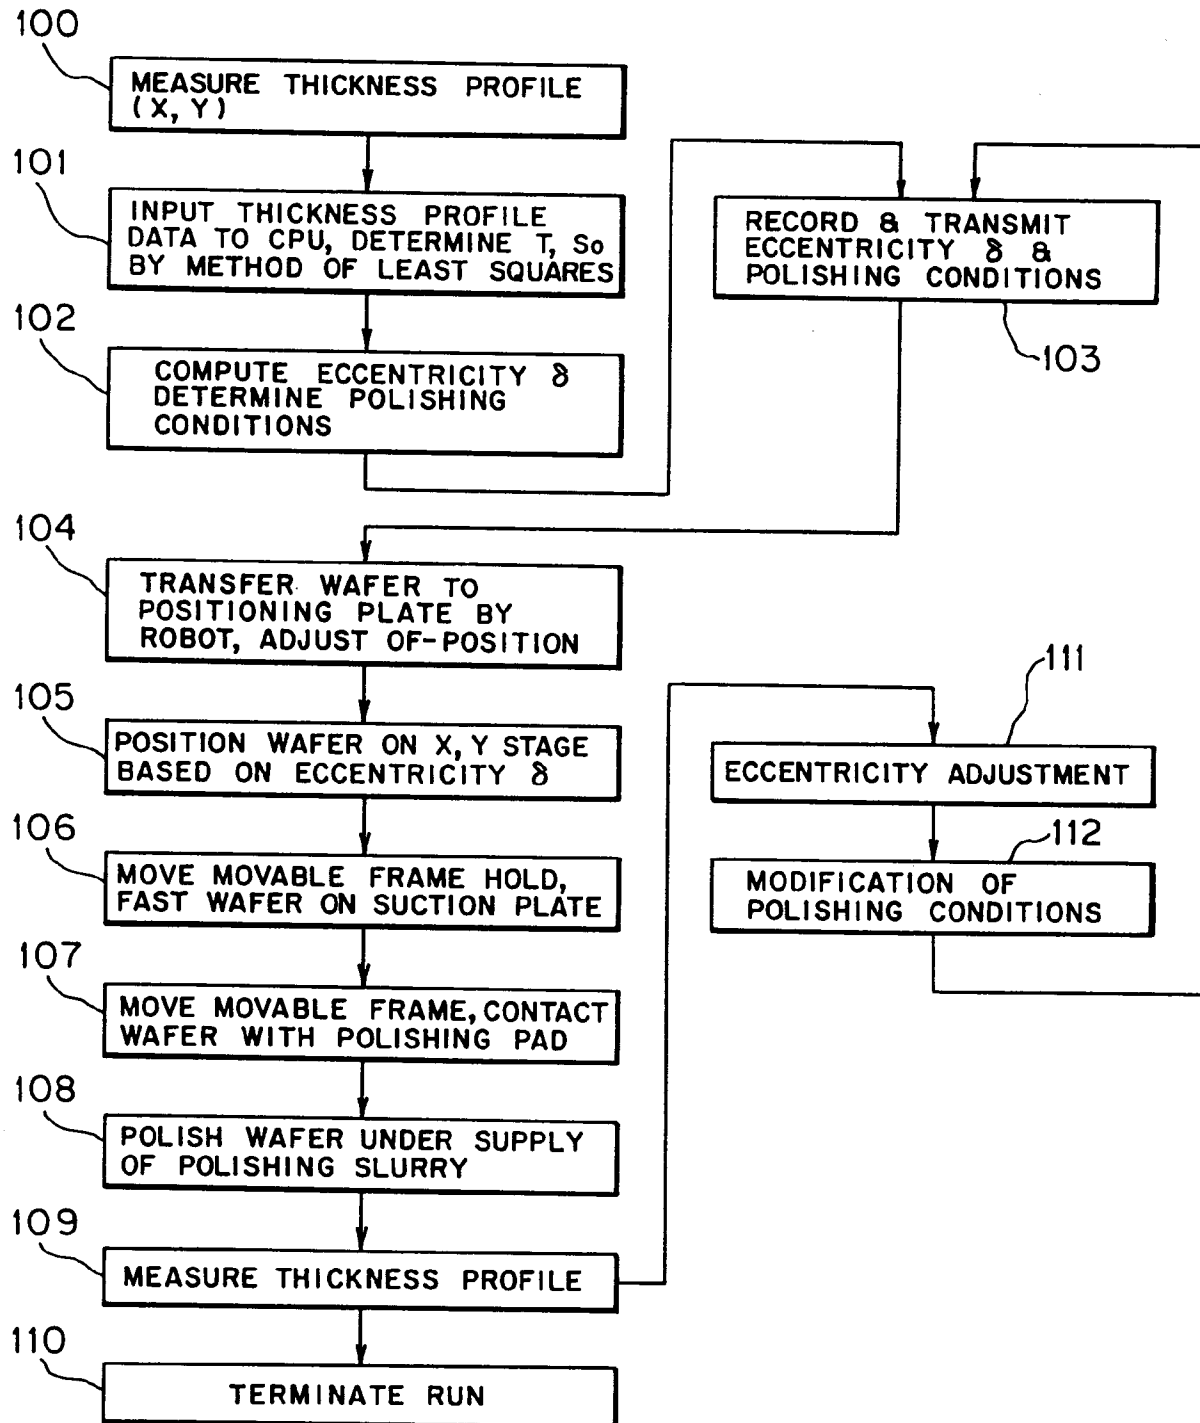 100
MEASURE THICKNESS PROFILE
(X, Y)
101
INPUT THICKNESS PROFILE
DATA TO CPU, DETERMINE T, So
BY METHOD OF LEAST SQUARES
102
COMPUTE ECCENTRICITY δ
DETERMINE POLISHING
CONDITIONS
RECORD & TRANSMIT
ECCENTRICITY δ &
POLISHING CONDITIONS
103
104
TRANSFER WAFER TO
POSITIONING PLATE BY
ROBOT, ADJUST OF-POSITION
105
POSITION WAFER ON X, Y STAGE
BASED ON ECCENTRICITY δ
106
MOVE MOVABLE FRAME HOLD,
FAST WAFER ON SUCTION PLATE
107
MOVE MOVABLE FRAME, CONTACT
WAFER WITH POLISHING PAD
108
POLISH WAFER UNDER SUPPLY
OF POLISHING SLURRY
109
MEASURE THICKNESS PROFILE
110
TERMINATE RUN
111
ECCENTRICITY ADJUSTMENT
112
MODIFICATION OF
POLISHING CONDITIONS